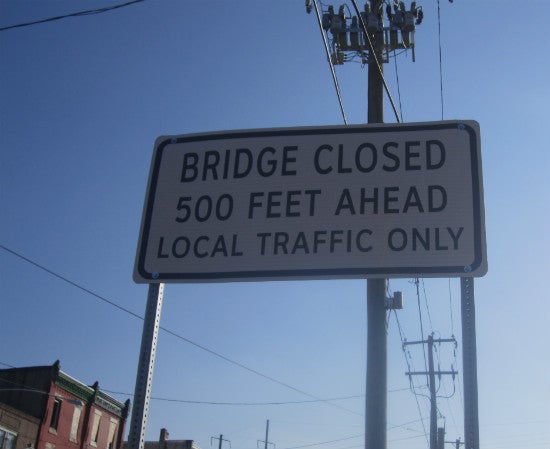 BRIDGE CLOSED
500 FEET AHEAD
LOCAL TRAFFIC ONLY